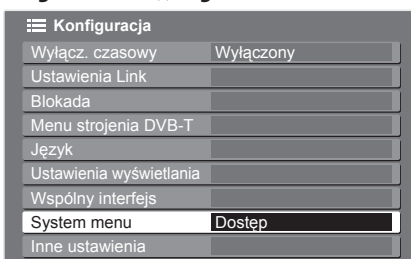 Konfiguracja
Wyłącz. czasowy Wyłączony
Ustawienia Link
Blokada
Menu strojenia DVB-T
Język
Ustawienia wyświetlania
Wspólny interfejs
System menu Dostęp
Inne ustawienia